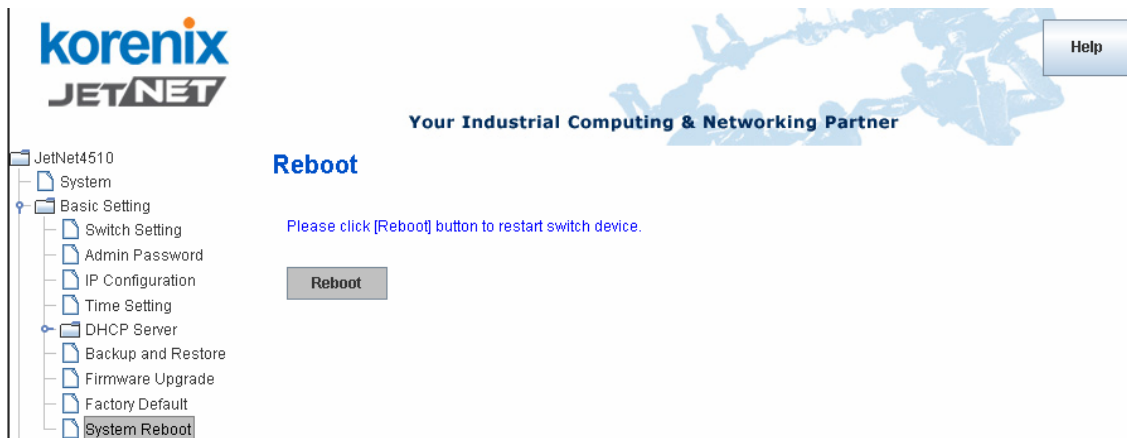 korenix
JETNET
Help
Your Industrial Computing & Networking Partner
JetNet4510
System
Basic Setting
Switch Setting
Admin Password
IP Configuration
Time Setting
DHCP Server
Backup and Restore
Firmware Upgrade
Factory Default
System Reboot
Reboot
Please click [Reboot] button to restart switch device.
Reboot